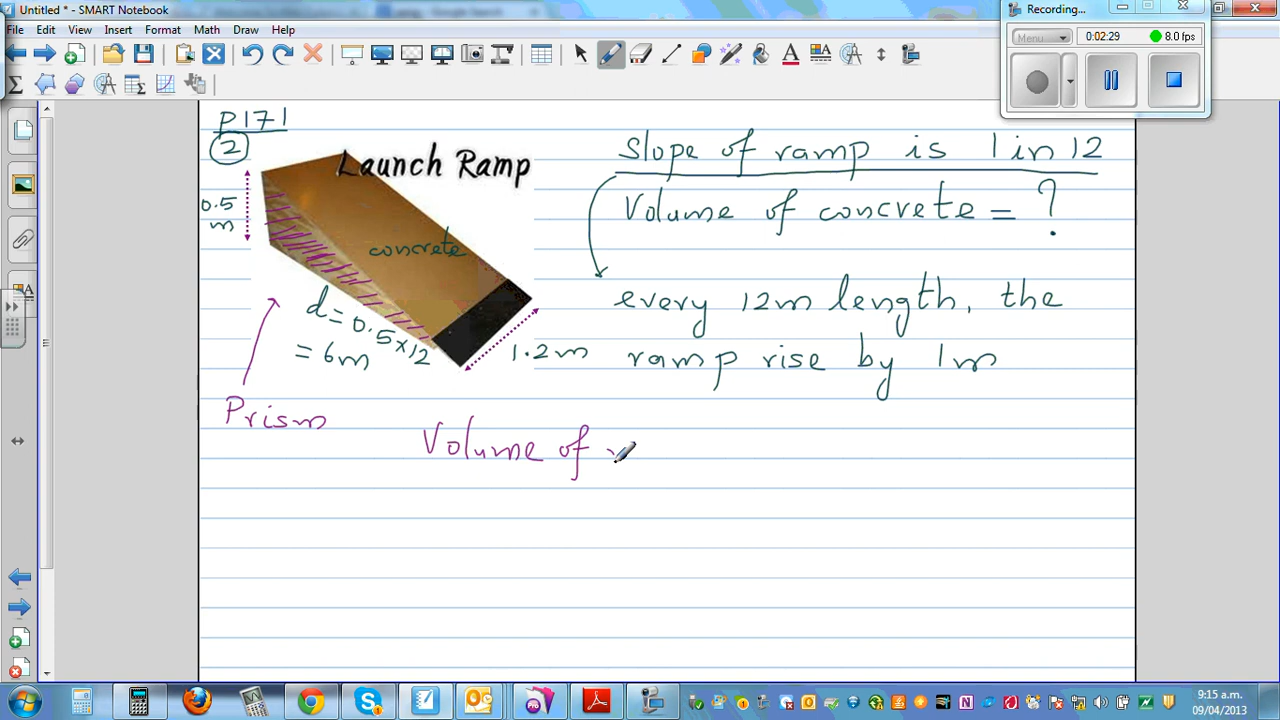 Untitled * - SMART Notebook
File Edit View Insert Format Math Draw Help
Recording...
Menu
0:02:29
8.0 fps
P171
2
Launch Ramp
0.5
m
concrete
d = 0.5 × 12
= 6m
1.2m
Prism
Slope of ramp is 1 in 12
Volume of concrete = ?
every 12m length, the
ramp rise by 1m
Volume of
9:15 a.m.
09/04/2013